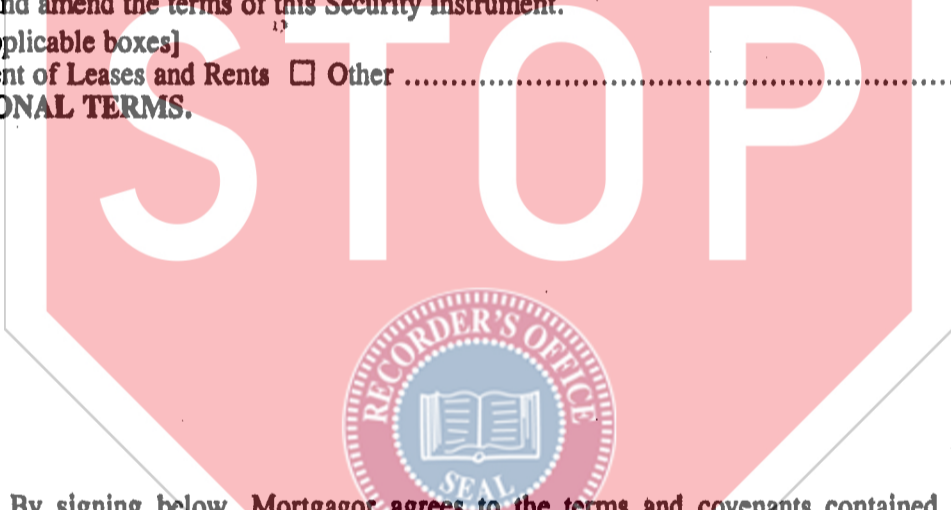 nd amend the terms of this Security Instrument.
plicable boxes]
nt of Leases and Rents ☐ Other ........................................................................
ONAL TERMS.
STOP
RECORDER'S OFFICE
SEAL
By signing below, Mortgagor agrees to the terms and covenants contained